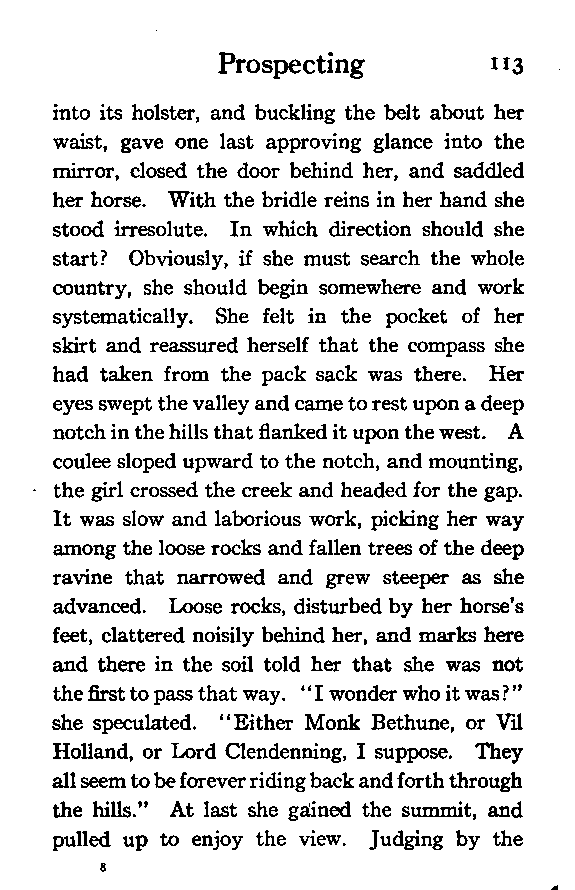 Prospecting 113
into its holster, and buckling the belt about her
waist, gave one last approving glance into the
mirror, closed the door behind her, and saddled
her horse. With the bridle reins in her hand she
stood irresolute. In which direction should she
start? Obviously, if she must search the whole
country, she should begin somewhere and work
systematically. She felt in the pocket of her
skirt and reassured herself that the compass she
had taken from the pack sack was there. Her
eyes swept the valley and came to rest upon a deep
notch in the hills that flanked it upon the west. A
coulee sloped upward to the notch, and mounting,
the girl crossed the creek and headed for the gap.
It was slow and laborious work, picking her way
among the loose rocks and fallen trees of the deep
ravine that narrowed and grew steeper as she
advanced. Loose rocks, disturbed by her horse's
feet, clattered noisily behind her, and marks here
and there in the soil told her that she was not
the first to pass that way. "I wonder who it was?"
she speculated. "Either Monk Bethune, or Vil
Holland, or Lord Clendenning, I suppose. They
all seem to be forever riding back and forth through
the hills." At last she gained the summit, and
pulled up to enjoy the view. Judging by the
8